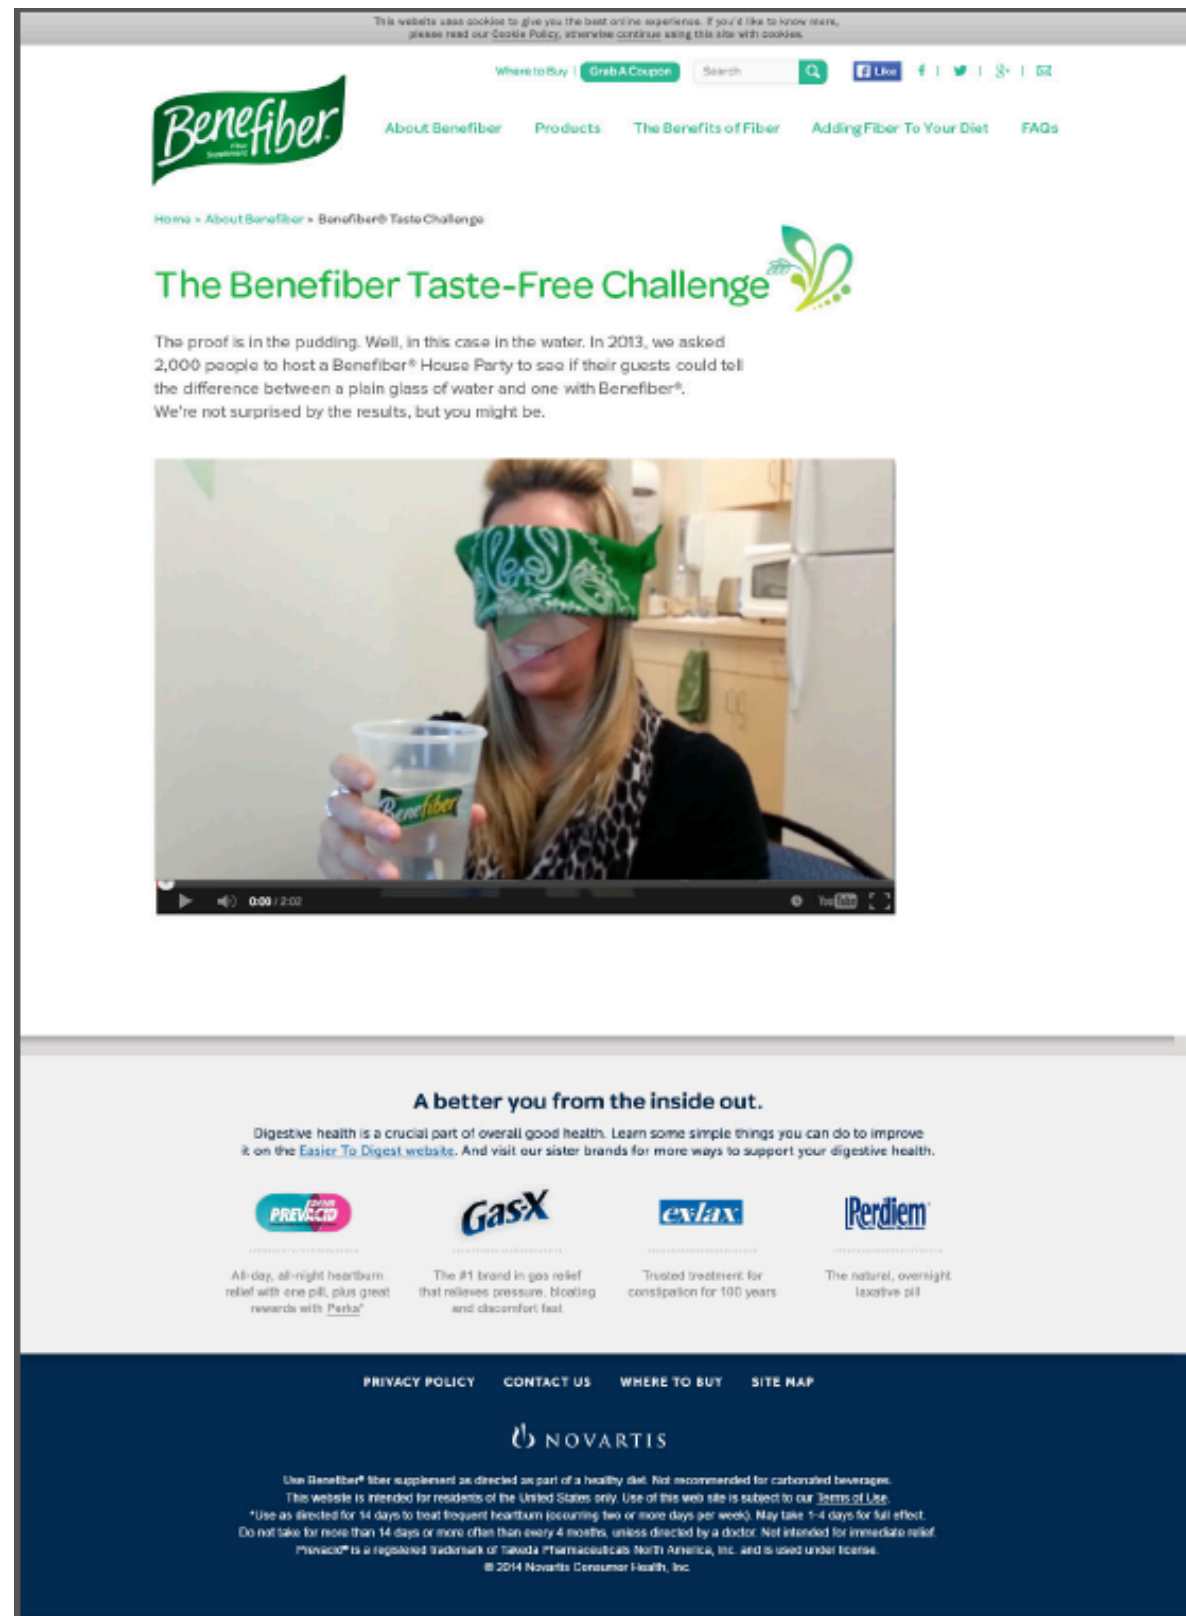 This website uses cookies to give you the best online experience. If you'd like to know more,
please read our Cookie Policy, otherwise continue using this site with cookies.
Where to Buy | Grab A Coupon Search Like f | | g+ |
Benefiber
Fiber
Supplement
About Benefiber Products The Benefits of Fiber Adding Fiber To Your Diet FAQs
Home » About Benefiber » Benefiber® Taste Challenge
The Benefiber Taste-Free Challenge
The proof is in the pudding. Well, in this case in the water. In 2013, we asked
2,000 people to host a Benefiber® House Party to see if their guests could tell
the difference between a plain glass of water and one with Benefiber®.
We're not surprised by the results, but you might be.
Benefiber
0:00 / 2:02 YouTube
A better you from the inside out.
Digestive health is a crucial part of overall good health. Learn some simple things you can do to improve
it on the Easier To Digest website. And visit our sister brands for more ways to support your digestive health.
PREVACID Gas-X exlax Perdiem
All-day, all-night heartburn
relief with one pill, plus great
rewards with Perks*
The #1 brand in gas relief
that relieves pressure, bloating
and discomfort fast
Trusted treatment for
constipation for 100 years
The natural, overnight
laxative pill
PRIVACY POLICY CONTACT US WHERE TO BUY SITE MAP
NOVARTIS
Use Benefiber® fiber supplement as directed as part of a healthy diet. Not recommended for carbonated beverages.
This website is intended for residents of the United States only. Use of this web site is subject to our Terms of Use.
*Use as directed for 14 days to treat frequent heartburn (occurring two or more days per week). May take 1-4 days for full effect.
Do not take for more than 14 days or more often than every 4 months, unless directed by a doctor. Not intended for immediate relief.
Prevacid® is a registered trademark of Takeda Pharmaceuticals North America, Inc. and is used under license.
© 2014 Novartis Consumer Health, Inc.